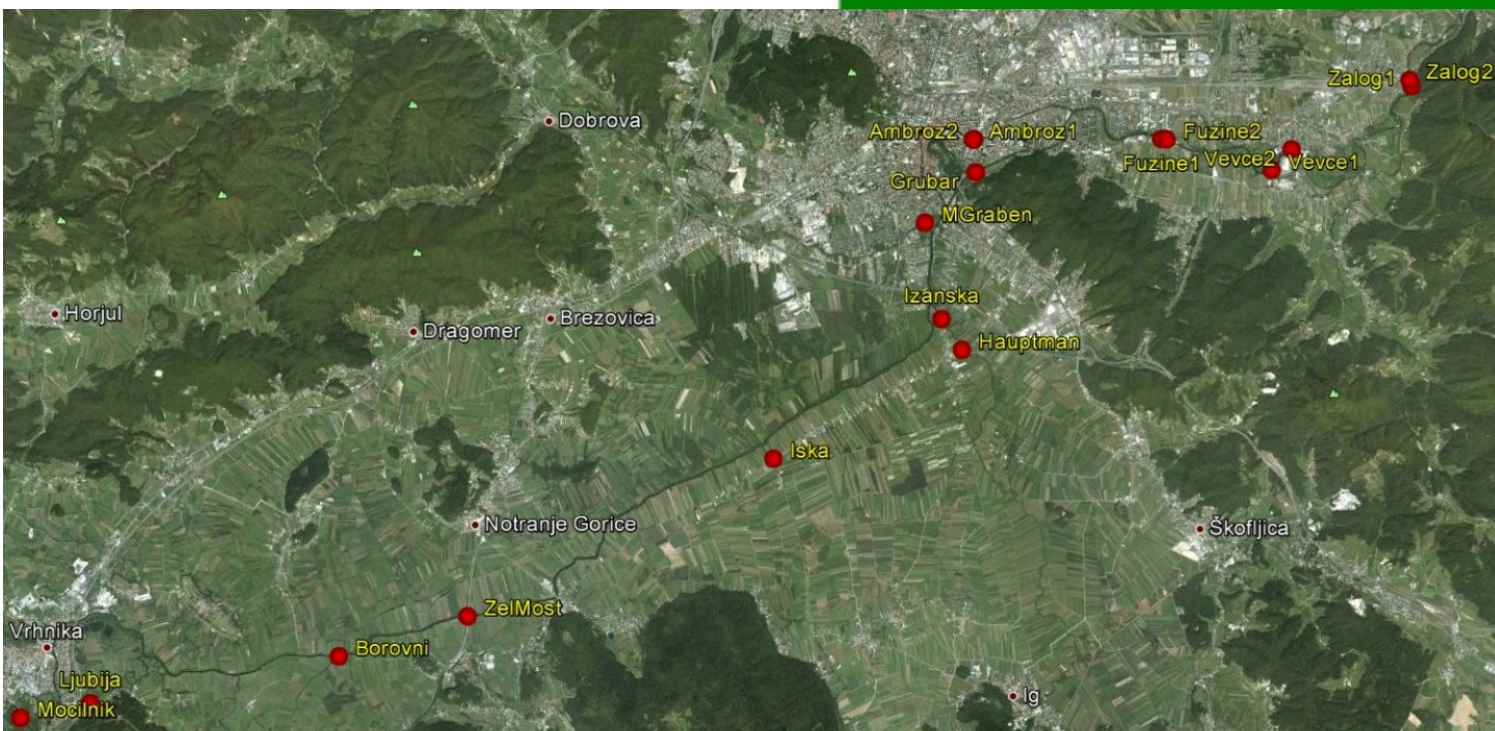 Zalog1 Zalog2
Dobrova
Ambroz2 Ambroz1
Fuzine2
Fuzine1 Vevce2 Vevce1
Grubar
MGraben
Izanska
Horjul
Brezovica
Dragomer
Hauptman
Iska
Notranje Gorice
Škofljica
ZelMost
Vrhnika
Borovni
Ljubija
Mocilnik
Ig